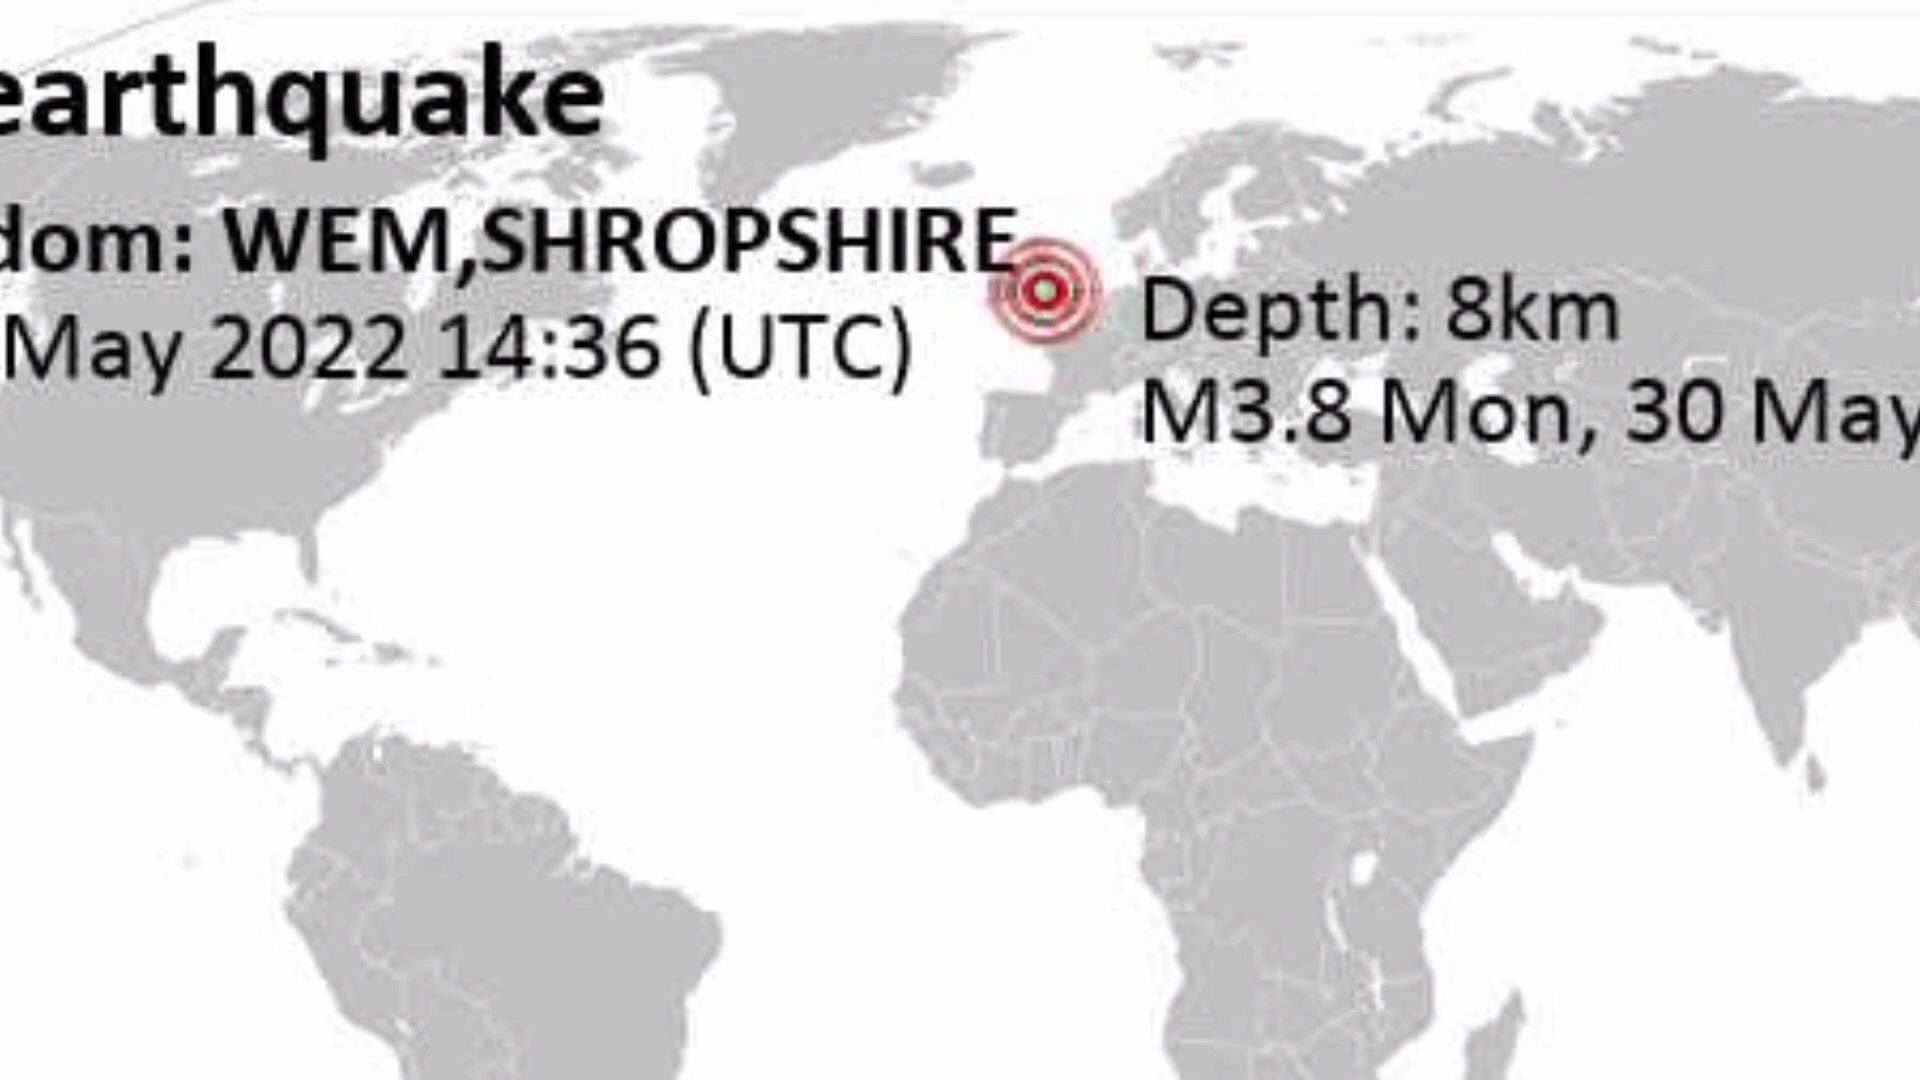 earthquake
dom: WEM,SHROPSHIRE
May 2022 14:36 (UTC)
Depth: 8km
M3.8 Mon, 30 May